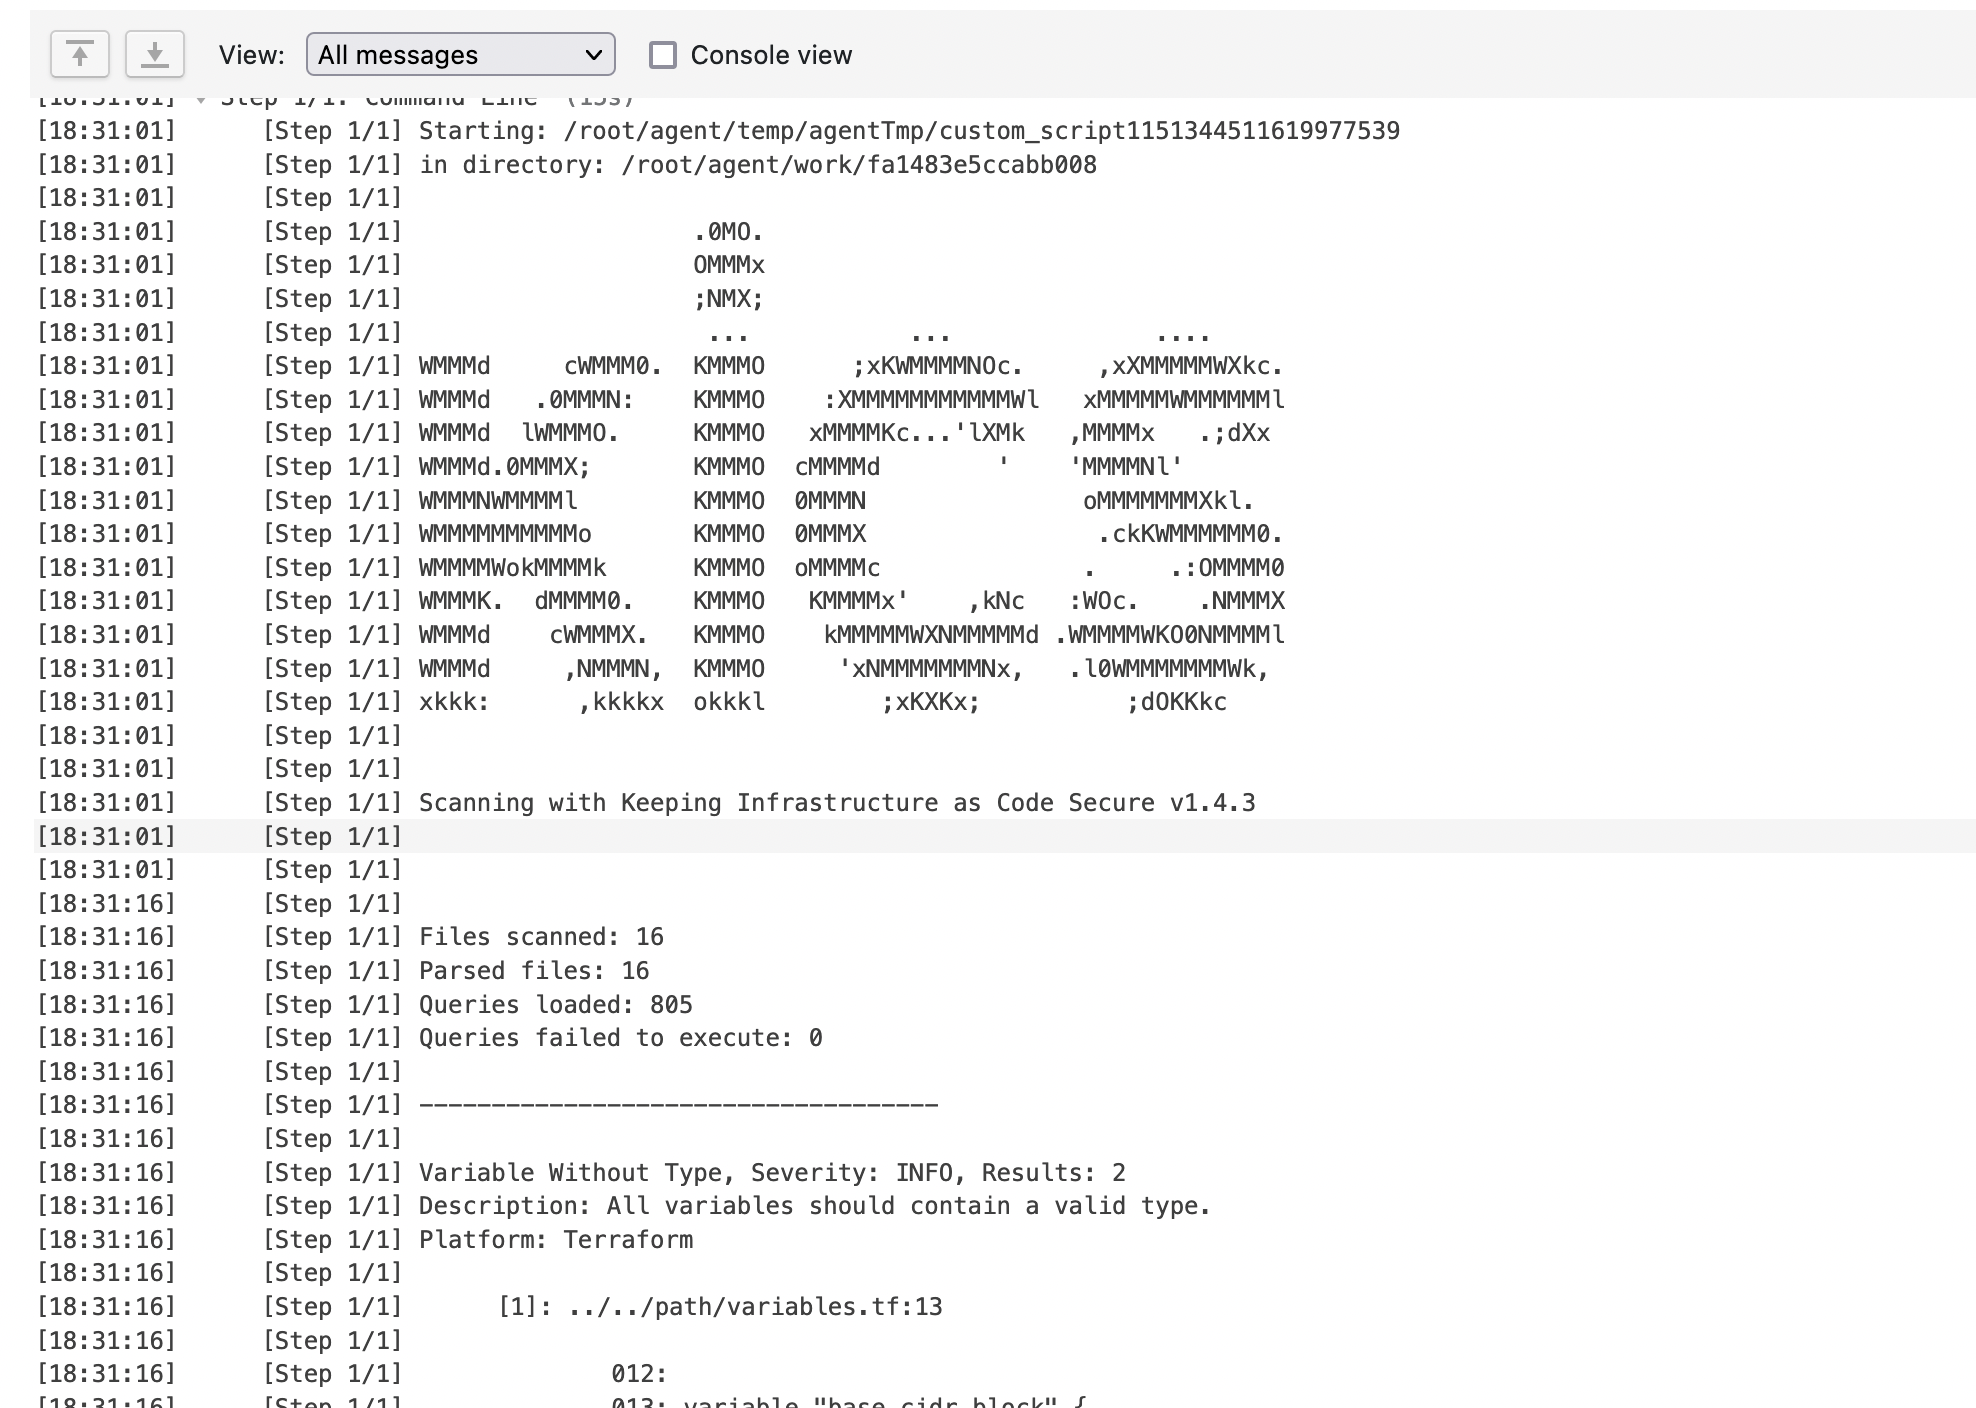 View: All messages Console view
[18:31:01] Step 1/1: Command Line (15s)
[18:31:01] [Step 1/1] Starting: /root/agent/temp/agentTmp/custom_script1151344511619977539
[18:31:01] [Step 1/1] in directory: /root/agent/work/fa1483e5ccabb008
[18:31:01] [Step 1/1]
[18:31:01] [Step 1/1]                    .0MO.
[18:31:01] [Step 1/1]                    OMMMx
[18:31:01] [Step 1/1]                    ;NMX;
[18:31:01] [Step 1/1]                     ...           ...              ....
[18:31:01] [Step 1/1] WMMMd     cWMMM0.  KMMMO      ;xKWMMMMNOc.     ,xXMMMMMWXkc.
[18:31:01] [Step 1/1] WMMMd   .0MMMN:    KMMMO    :XMMMMMMMMMMMWl   xMMMMMWMMMMMMl
[18:31:01] [Step 1/1] WMMMd  lWMMMO.     KMMMO   xMMMMKc...'lXMk   ,MMMMx   .;dXx
[18:31:01] [Step 1/1] WMMMd.0MMMX;       KMMMO  cMMMMd        '    'MMMMNl'
[18:31:01] [Step 1/1] WMMMNWMMMMl        KMMMO  0MMMN               oMMMMMMMXkl.
[18:31:01] [Step 1/1] WMMMMMMMMMMo       KMMMO  0MMMX                .ckKWMMMMMM0.
[18:31:01] [Step 1/1] WMMMMWokMMMMk      KMMMO  oMMMMc              .     .:OMMMM0
[18:31:01] [Step 1/1] WMMMK.  dMMMM0.    KMMMO   KMMMMx'    ,kNc   :WOc.    .NMMMX
[18:31:01] [Step 1/1] WMMMd    cWMMMX.   KMMMO    kMMMMMWXNMMMMMd .WMMMMWKO0NMMMMl
[18:31:01] [Step 1/1] WMMMd     ,NMMMN,  KMMMO     'xNMMMMMMMNx,   .l0WMMMMMMMWk,
[18:31:01] [Step 1/1] xkkk:      ,kkkkx  okkkl        ;xKXKx;          ;dOKKkc
[18:31:01] [Step 1/1]
[18:31:01] [Step 1/1]
[18:31:01] [Step 1/1] Scanning with Keeping Infrastructure as Code Secure v1.4.3
[18:31:01] [Step 1/1]
[18:31:01] [Step 1/1]
[18:31:16] [Step 1/1]
[18:31:16] [Step 1/1] Files scanned: 16
[18:31:16] [Step 1/1] Parsed files: 16
[18:31:16] [Step 1/1] Queries loaded: 805
[18:31:16] [Step 1/1] Queries failed to execute: 0
[18:31:16] [Step 1/1]
[18:31:16] [Step 1/1] ------------------------------------
[18:31:16] [Step 1/1]
[18:31:16] [Step 1/1] Variable Without Type, Severity: INFO, Results: 2
[18:31:16] [Step 1/1] Description: All variables should contain a valid type.
[18:31:16] [Step 1/1] Platform: Terraform
[18:31:16] [Step 1/1]
[18:31:16] [Step 1/1] [1]: ../../path/variables.tf:13
[18:31:16] [Step 1/1]
[18:31:16] [Step 1/1] 012:
[18:31:16] [Step 1/1] 013: variable "base_cidr_block" {